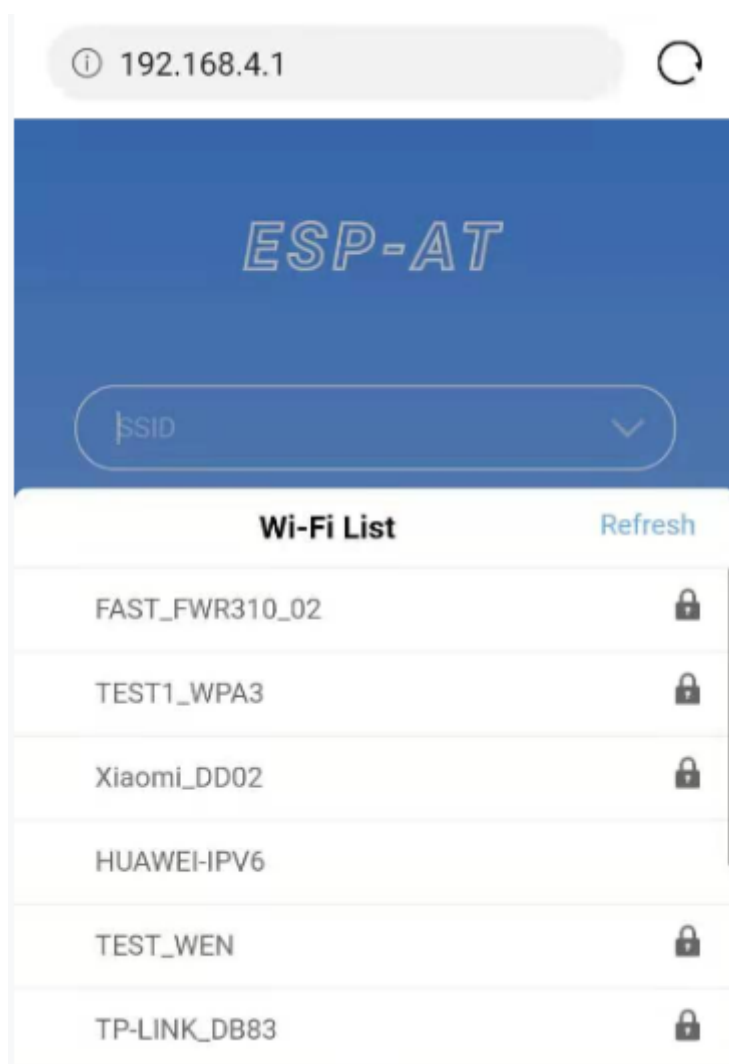 192.168.4.1
ESP-AT
SSID
Wi-Fi List
Refresh
FAST_FWR310_02
TEST1_WPA3
Xiaomi_DD02
HUAWEI-IPV6
TEST_WEN
TP-LINK_DB83